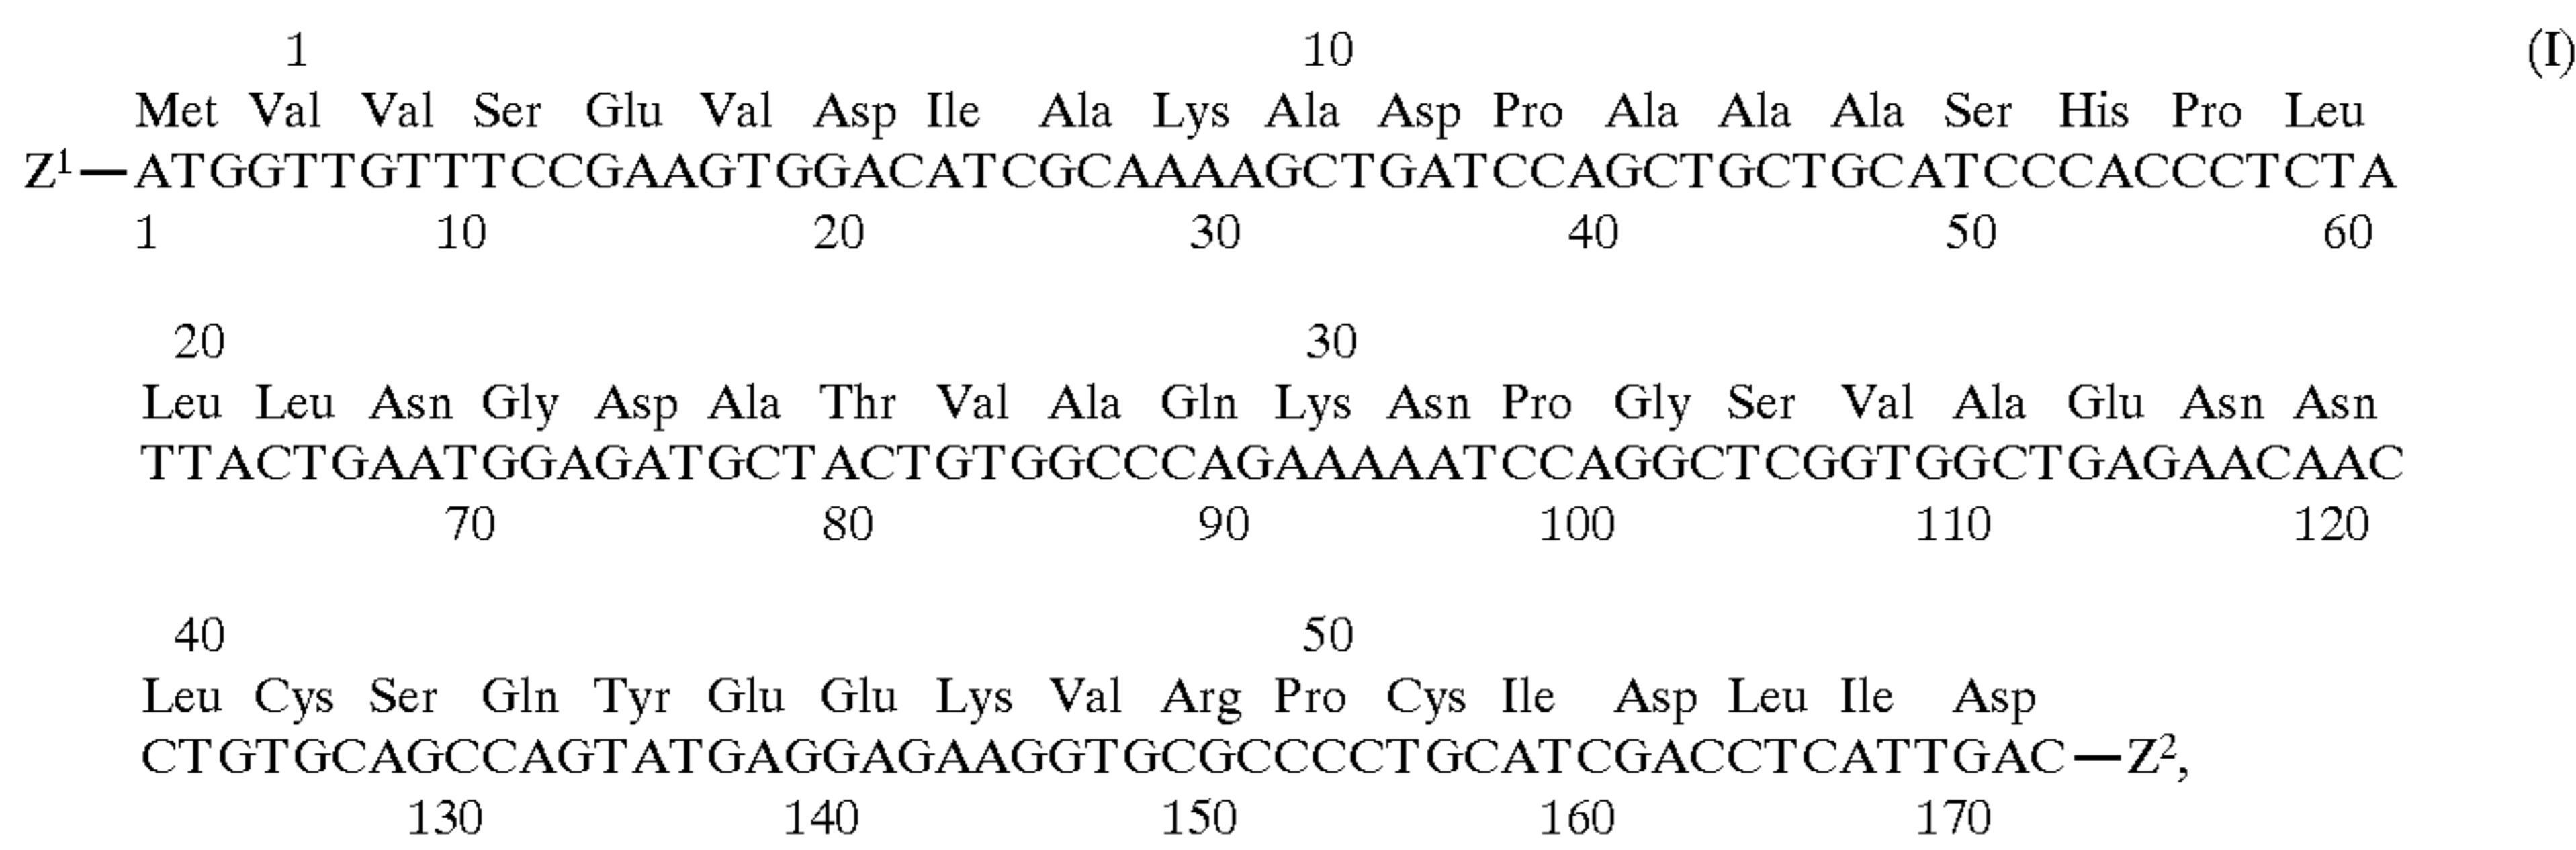 1 10 (I)
Met Val Val Ser Glu Val Asp Ile Ala Lys Ala Asp Pro Ala Ala Ala Ser His Pro Leu
Z¹—ATGGTTGTTTCCGAAGTGGACATCGCAAAAGCTGATCCAGCTGCTGCATCCCACCCTCTA
1 10 20 30 40 50 60
20 30
Leu Leu Asn Gly Asp Ala Thr Val Ala Gln Lys Asn Pro Gly Ser Val Ala Glu Asn Asn
TTACTGAATGGAGATGCTACTGTGGCCCAGAAAAATCCAGGCTCGGTGGCTGAGAACAAC
70 80 90 100 110 120
40 50
Leu Cys Ser Gln Tyr Glu Glu Lys Val Arg Pro Cys Ile Asp Leu Ile Asp
CTGTGCAGCCAGTATGAGGAGAAGGTGCGCCCCTGCATCGACCTCATTGAC—Z²,
130 140 150 160 170